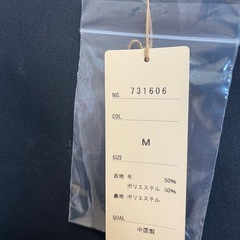 NO. 731606
COL.
M
SIZE
表地 毛 50%
ポリエステル 50%
裏地 ポリエステル
QUAL.
中国製